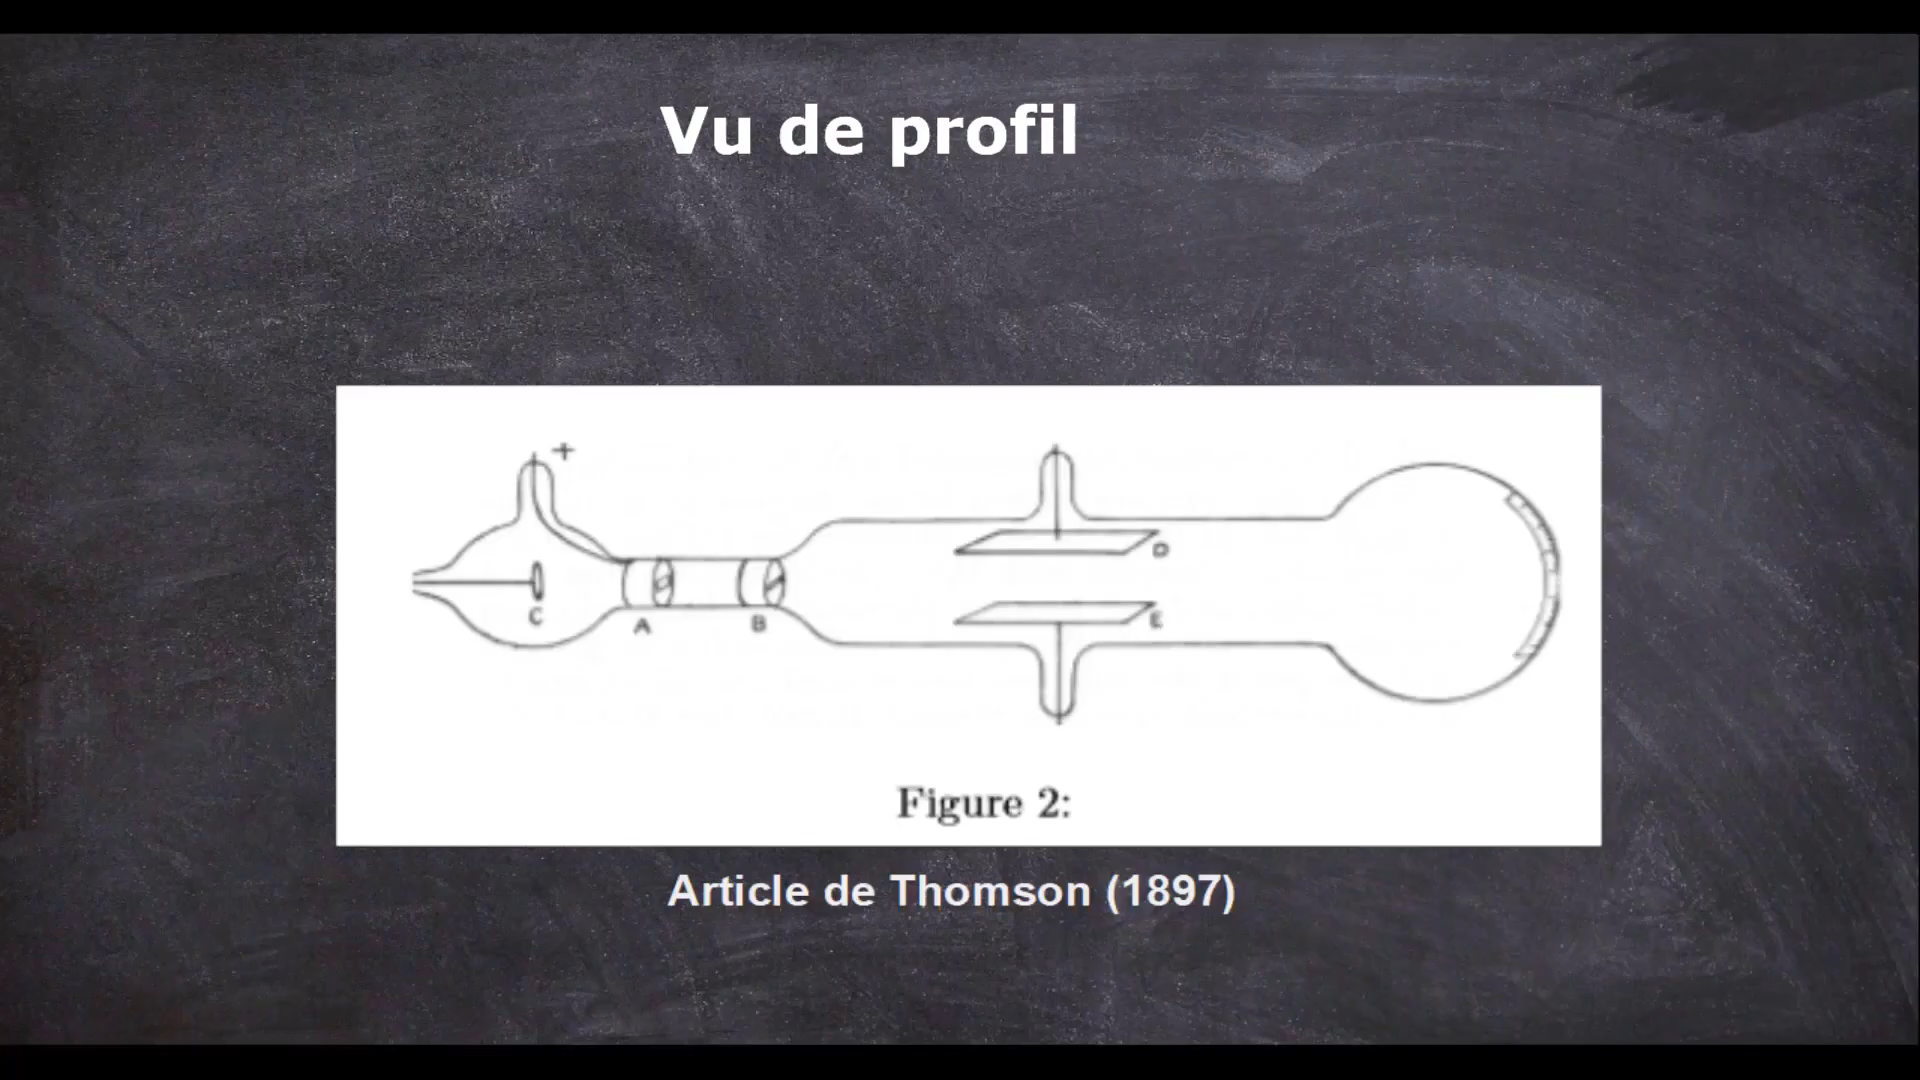 Vu de profil
+
D
C
A
B
E
Figure 2:
Article de Thomson (1897)